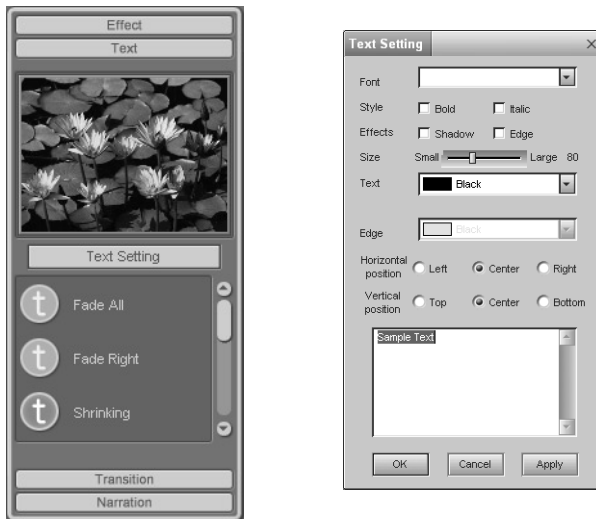 Effect
Text
Text Setting
t Fade All
t Fade Right
t Shrinking
Transition
Narration
Text Setting
Font
Style Bold Italic
Effects Shadow Edge
Size Small Large 80
Text Black
Edge Black
Horizontal position Left Center Right
Vertical position Top Center Bottom
Sample Text
OK Cancel Apply